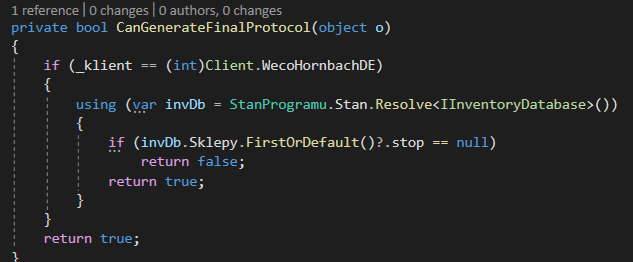 1 reference | 0 changes | 0 authors, 0 changes
private bool CanGenerateFinalProtocol(object o)
{
    if (_klient == (int)Client.WecoHornbachDE)
    {
        using (var invDb = StanProgramu.Stan.Resolve<IInventoryDatabase>())
        {
            if (invDb.Sklepy.FirstOrDefault()?.stop == null)
                return false;
            return true;
        }
    }
    return true;
}